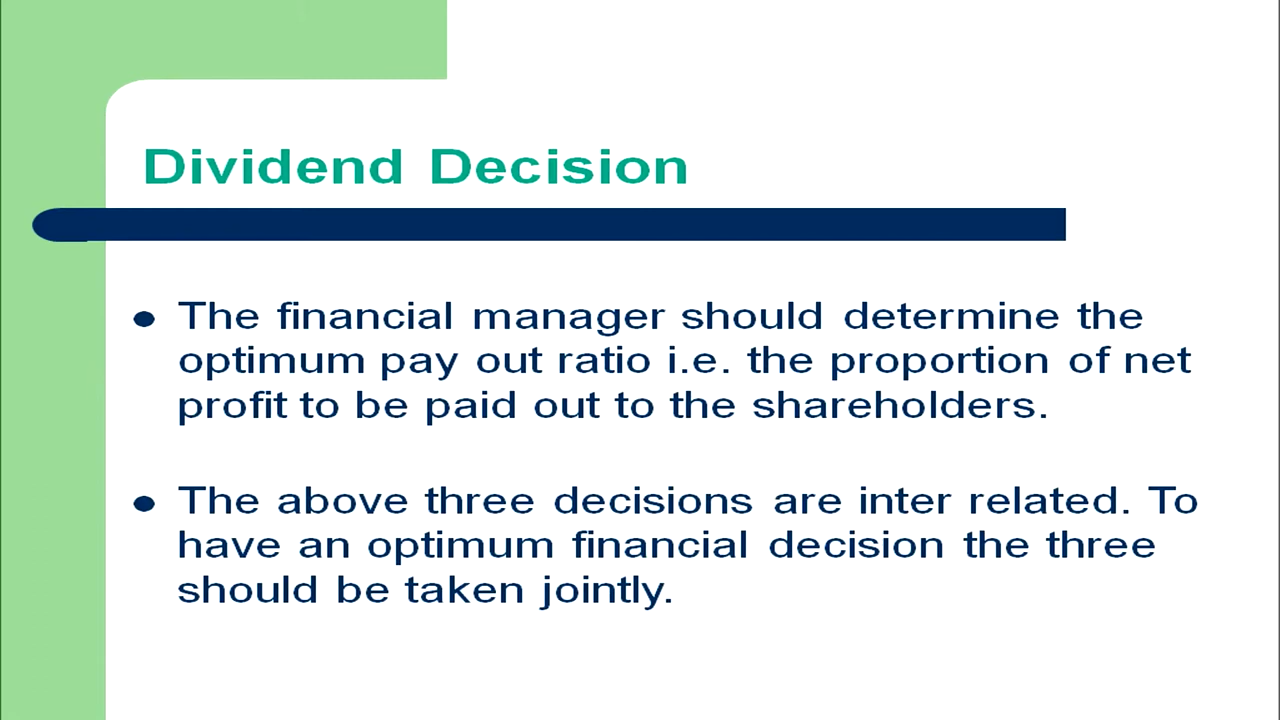 Dividend Decision
The financial manager should determine the
optimum pay out ratio i.e. the proportion of net
profit to be paid out to the shareholders.
The above three decisions are inter related. To
have an optimum financial decision the three
should be taken jointly.